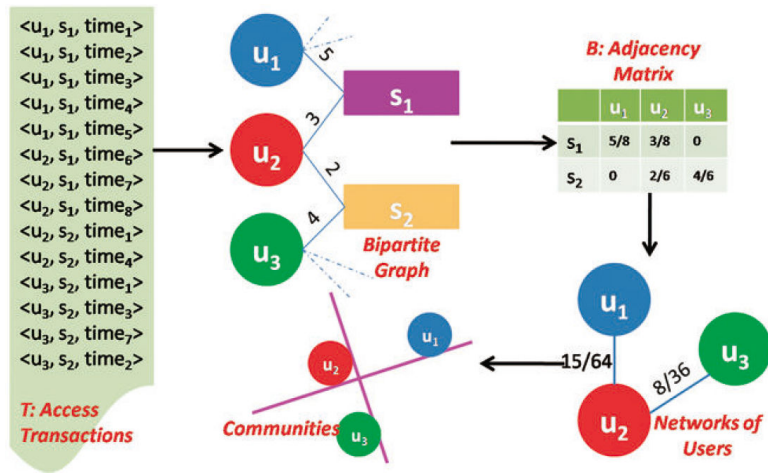 <u₁, s₁, time₁>
<u₁, s₁, time₂>
<u₁, s₁, time₃>
<u₁, s₁, time₄>
<u₁, s₁, time₅>
<u₂, s₁, time₆>
<u₂, s₁, time₇>
<u₂, s₁, time₈>
<u₂, s₂, time₁>
<u₂, s₂, time₄>
<u₃, s₂, time₁>
<u₃, s₂, time₃>
<u₃, s₂, time₇>
<u₃, s₂, time₂>
T: Access
Transactions
u₁
5
s₁
3
u₂
2
s₂
4
u₃
Bipartite
Graph
B: Adjacency
Matrix
u₁ u₂ u₃
S₁ 5/8 3/8 0
S₂ 0 2/6 4/6
u₁
15/64
u₂
8/36
u₃
Networks of
Users
u₁
u₂
u₃
Communities